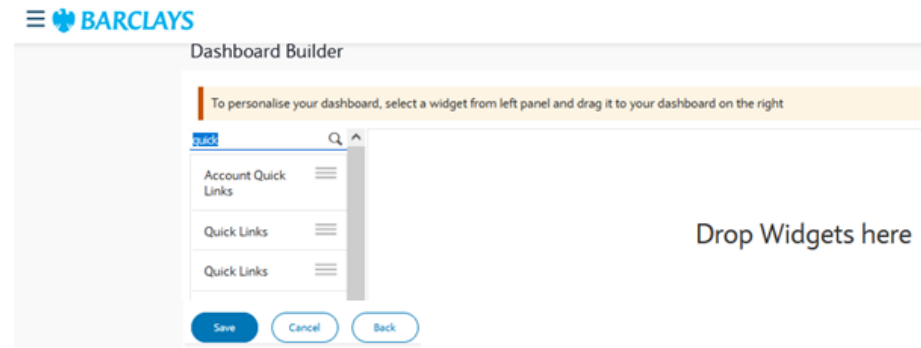 BARCLAYS
Dashboard Builder
To personalise your dashboard, select a widget from left panel and drag it to your dashboard on the right
quick
Account Quick
Links
Quick Links
Quick Links
Drop Widgets here
Save Cancel Back